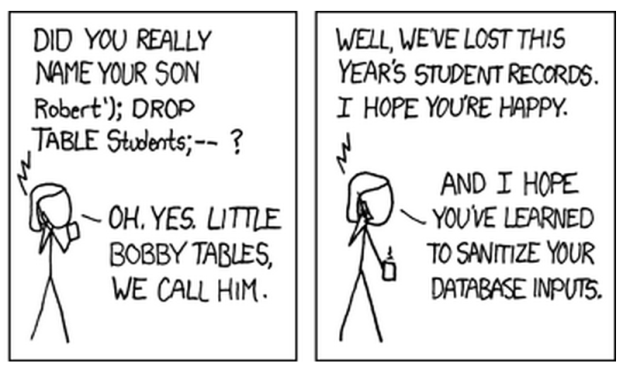 DID YOU REALLY
NAME YOUR SON
Robert'); DROP
TABLE Students;-- ?
OH. YES. LITTLE
BOBBY TABLES,
WE CALL HIM.
WELL, WE'VE LOST THIS
YEAR'S STUDENT RECORDS.
I HOPE YOU'RE HAPPY.
AND I HOPE
YOU'VE LEARNED
TO SANITIZE YOUR
DATABASE INPUTS.